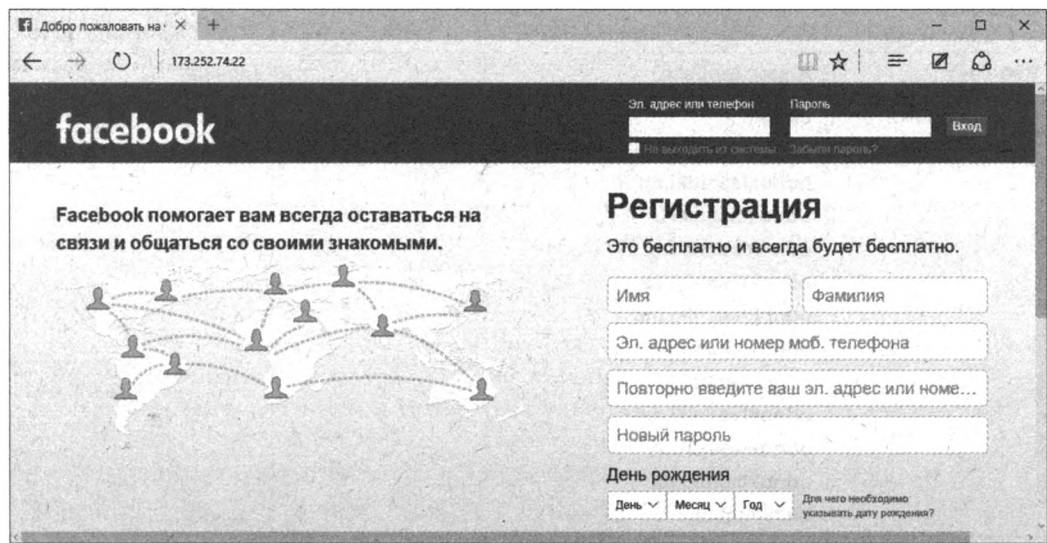 Добро пожаловать на
173.252.74.22
facebook
Эл. адрес или телефон
Пароль
Вход
Не выходить из системы
Забыли пароль?
Facebook помогает вам всегда оставаться на
связи и общаться со своими знакомыми.
Регистрация
Это бесплатно и всегда будет бесплатно.
Имя
Фамилия
Эл. адрес или номер моб. телефона
Повторно введите ваш эл. адрес или номе...
Новый пароль
День рождения
День
Месяц
Год
Для чего необходимо
указывать дату рождения?